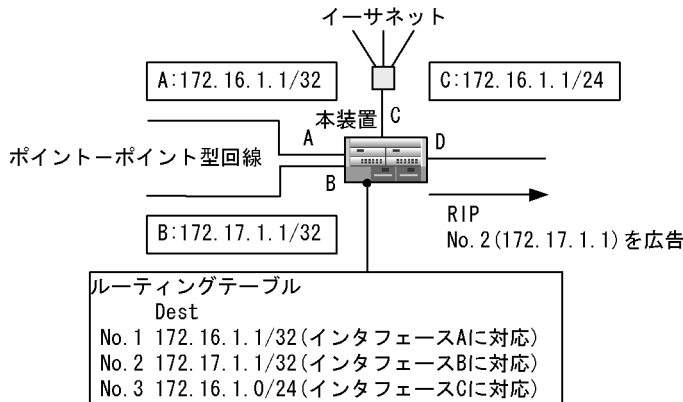 イーサネット
A:172.16.1.1/32
C:172.16.1.1/24
本装置
C
A
D
ポイントーポイント型回線
B
RIP
No.2(172.17.1.1)を広告
B:172.17.1.1/32
ルーティングテーブル
Dest
No.1 172.16.1.1/32(インタフェースAに対応)
No.2 172.17.1.1/32(インタフェースBに対応)
No.3 172.16.1.0/24(インタフェースCに対応)